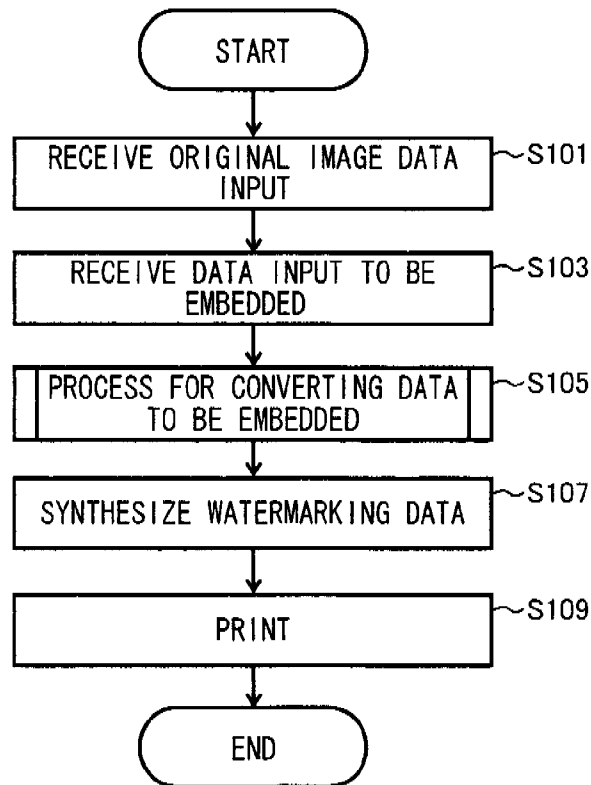 START
RECEIVE ORIGINAL IMAGE DATA
INPUT
S101
RECEIVE DATA INPUT TO BE
EMBEDDED
S103
PROCESS FOR CONVERTING DATA
TO BE EMBEDDED
S105
SYNTHESIZE WATERMARKING DATA
S107
PRINT
S109
END